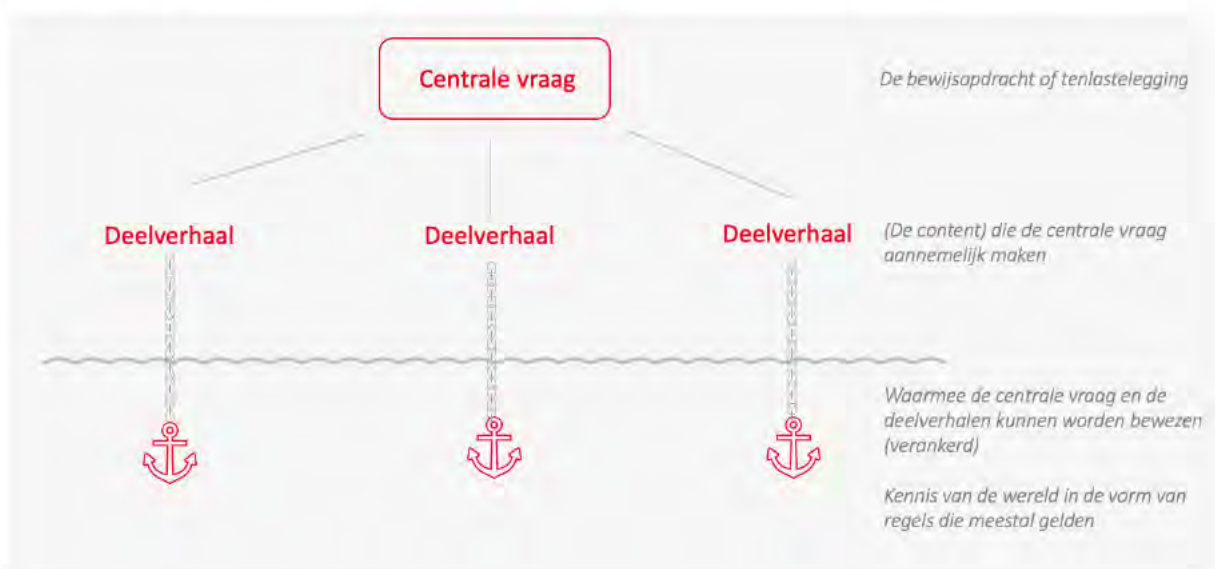 Centrale vraag
De bewijsopdracht of tenlastelegging
Deelverhaal
Deelverhaal
Deelverhaal
(De content) die de centrale vraag
aannemelijk maken
Waarmee de centrale vraag en de
deelverhalen kunnen worden bewezen
(verankerd)
Kennis van de wereld in de vorm van
regels die meestal gelden